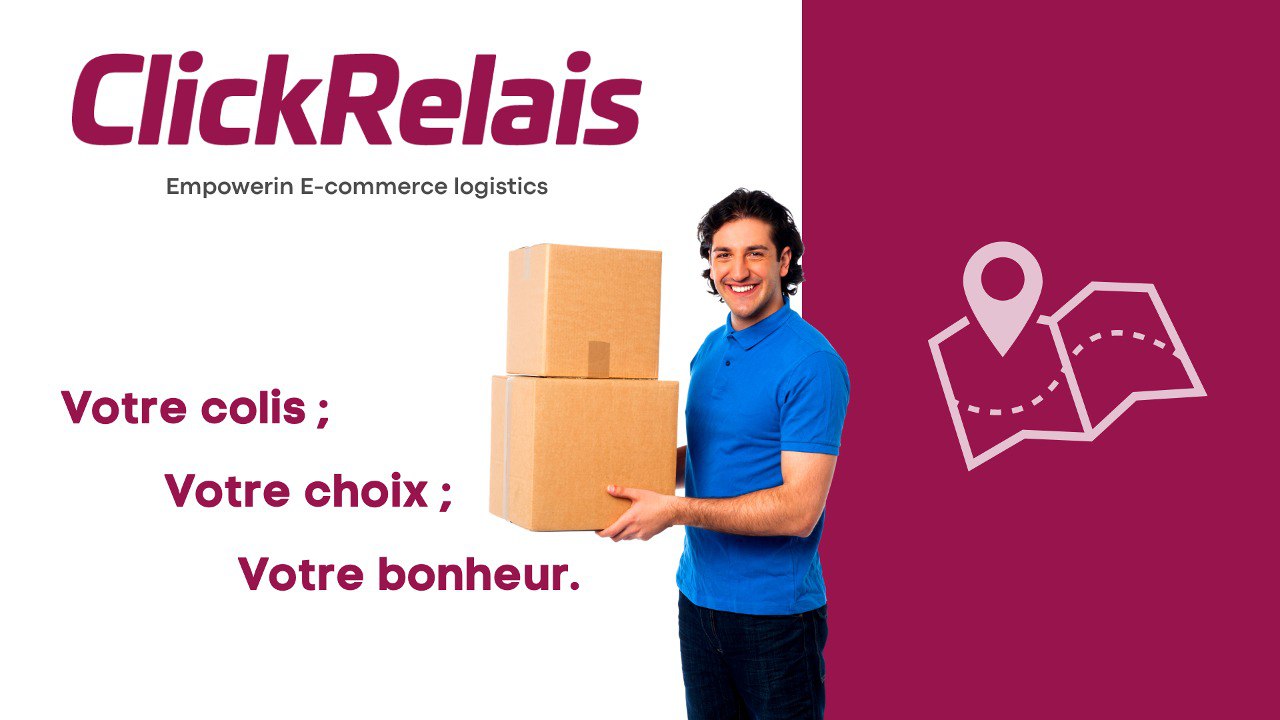 ClickRelais
Empowerin E-commerce logistics
Votre colis ;
Votre choix ;
Votre bonheur.